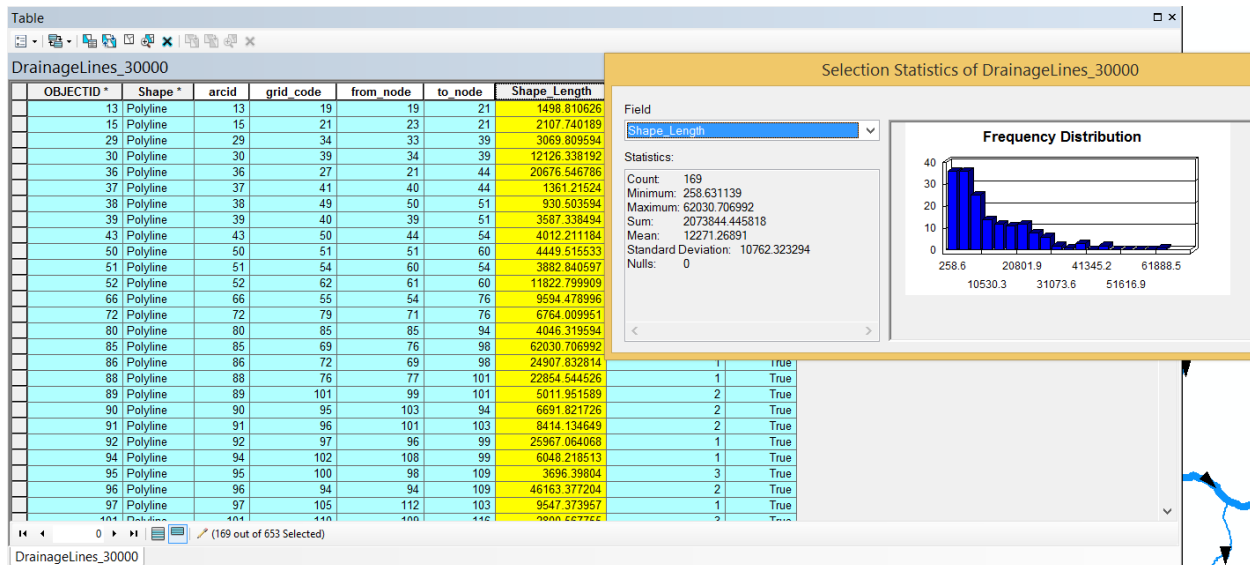 Table
DrainageLines_30000
OBJECTID * Shape * arcid grid_code from_node to_node Shape_Length
13 Polyline 13 19 19 21 1498.810626
15 Polyline 15 21 23 21 2107.740189
29 Polyline 29 34 33 39 3069.809594
30 Polyline 30 39 34 39 12126.338192
36 Polyline 36 27 21 44 20676.546786
37 Polyline 37 41 40 44 1361.21524
38 Polyline 38 49 50 51 930.503594
39 Polyline 39 40 39 51 3587.338494
43 Polyline 43 50 44 54 4012.211184
50 Polyline 50 51 51 60 4449.515533
51 Polyline 51 54 60 54 3882.840597
52 Polyline 52 62 61 60 11822.799909
66 Polyline 66 55 54 76 9594.478996
72 Polyline 72 79 71 76 6764.009951
80 Polyline 80 85 85 94 4046.319594
85 Polyline 85 69 76 98 62030.706992
86 Polyline 86 72 69 98 24907.832814 1 True
88 Polyline 88 76 77 101 22854.544526 1 True
89 Polyline 89 101 99 101 5011.951589 2 True
90 Polyline 90 95 103 94 6691.821726 2 True
91 Polyline 91 96 101 103 8414.134649 2 True
92 Polyline 92 97 96 99 25967.064068 1 True
94 Polyline 94 102 108 99 6048.218513 1 True
95 Polyline 95 100 98 109 3696.39804 3 True
96 Polyline 96 94 94 109 46163.377204 2 True
97 Polyline 97 105 112 103 9547.373957 1 True
0
(169 out of 653 Selected)
DrainageLines_30000
Selection Statistics of DrainageLines_30000
Field
Shape_Length
Statistics:
Count: 169
Minimum: 258.631139
Maximum: 62030.706992
Sum: 2073844.445818
Mean: 12271.26891
Standard Deviation: 10762.323294
Nulls: 0
Frequency Distribution
40
30
20
10
0
258.6 20801.9 41345.2 61888.5
10530.3 31073.6 51616.9